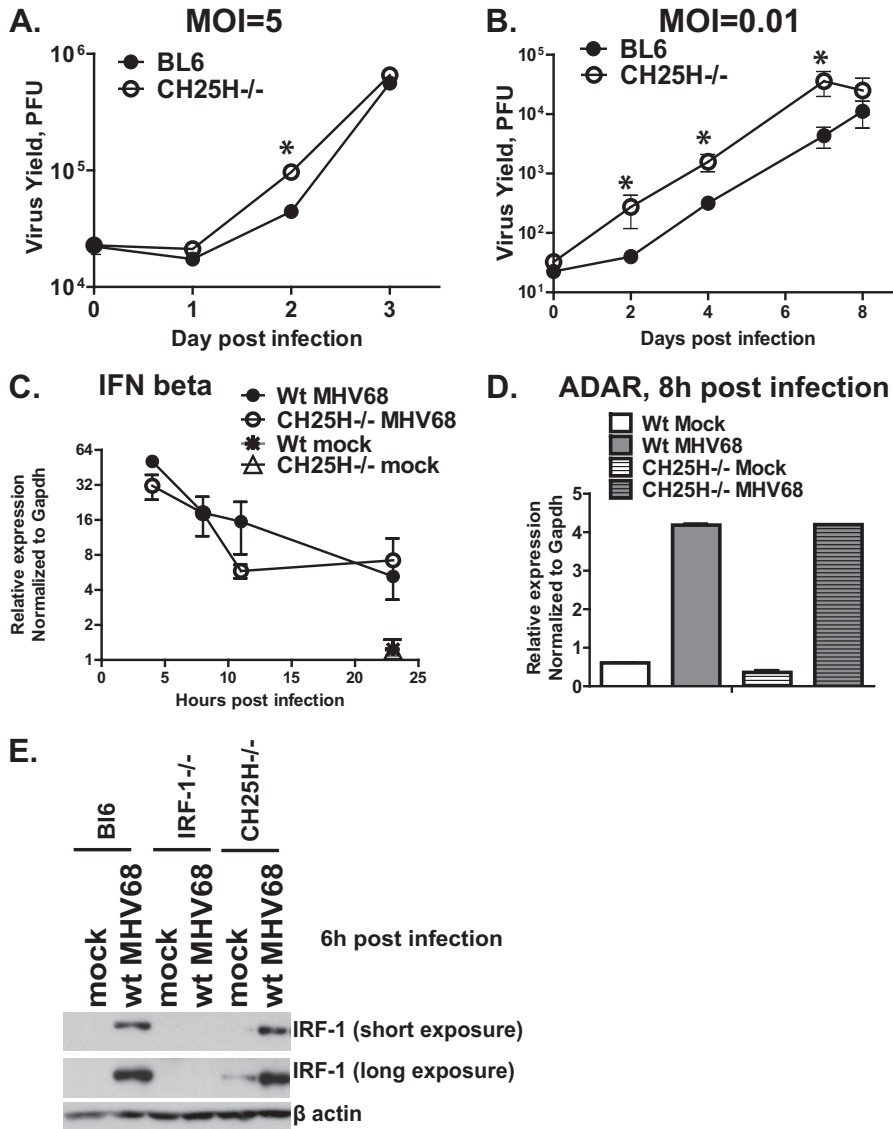 A.
MOI=5
BL6
CH25H-/-
Virus Yield, PFU
10^6
10^5
10^4
*
0 1 2 3
Day post infection
B.
MOI=0.01
BL6
CH25H-/-
Virus Yield, PFU
10^5
10^4
10^3
10^2
10^1
* * *
0 2 4 6 8
Days post infection
C.
IFN beta
Wt MHV68
CH25H-/- MHV68
Wt mock
CH25H-/- mock
Relative expression
Normalized to Gapdh
64
32
16
8
4
2
1
0 5 10 15 20 25
Hours post infection
D.
ADAR, 8h post infection
Wt Mock
Wt MHV68
CH25H-/- Mock
CH25H-/- MHV68
Relative expression
Normalized to Gapdh
5
4
3
2
1
0
E.
Bl6
IRF-1-/-
CH25H-/-
mock
wt MHV68
mock
wt MHV68
mock
wt MHV68
6h post infection
IRF-1 (short exposure)
IRF-1 (long exposure)
β actin